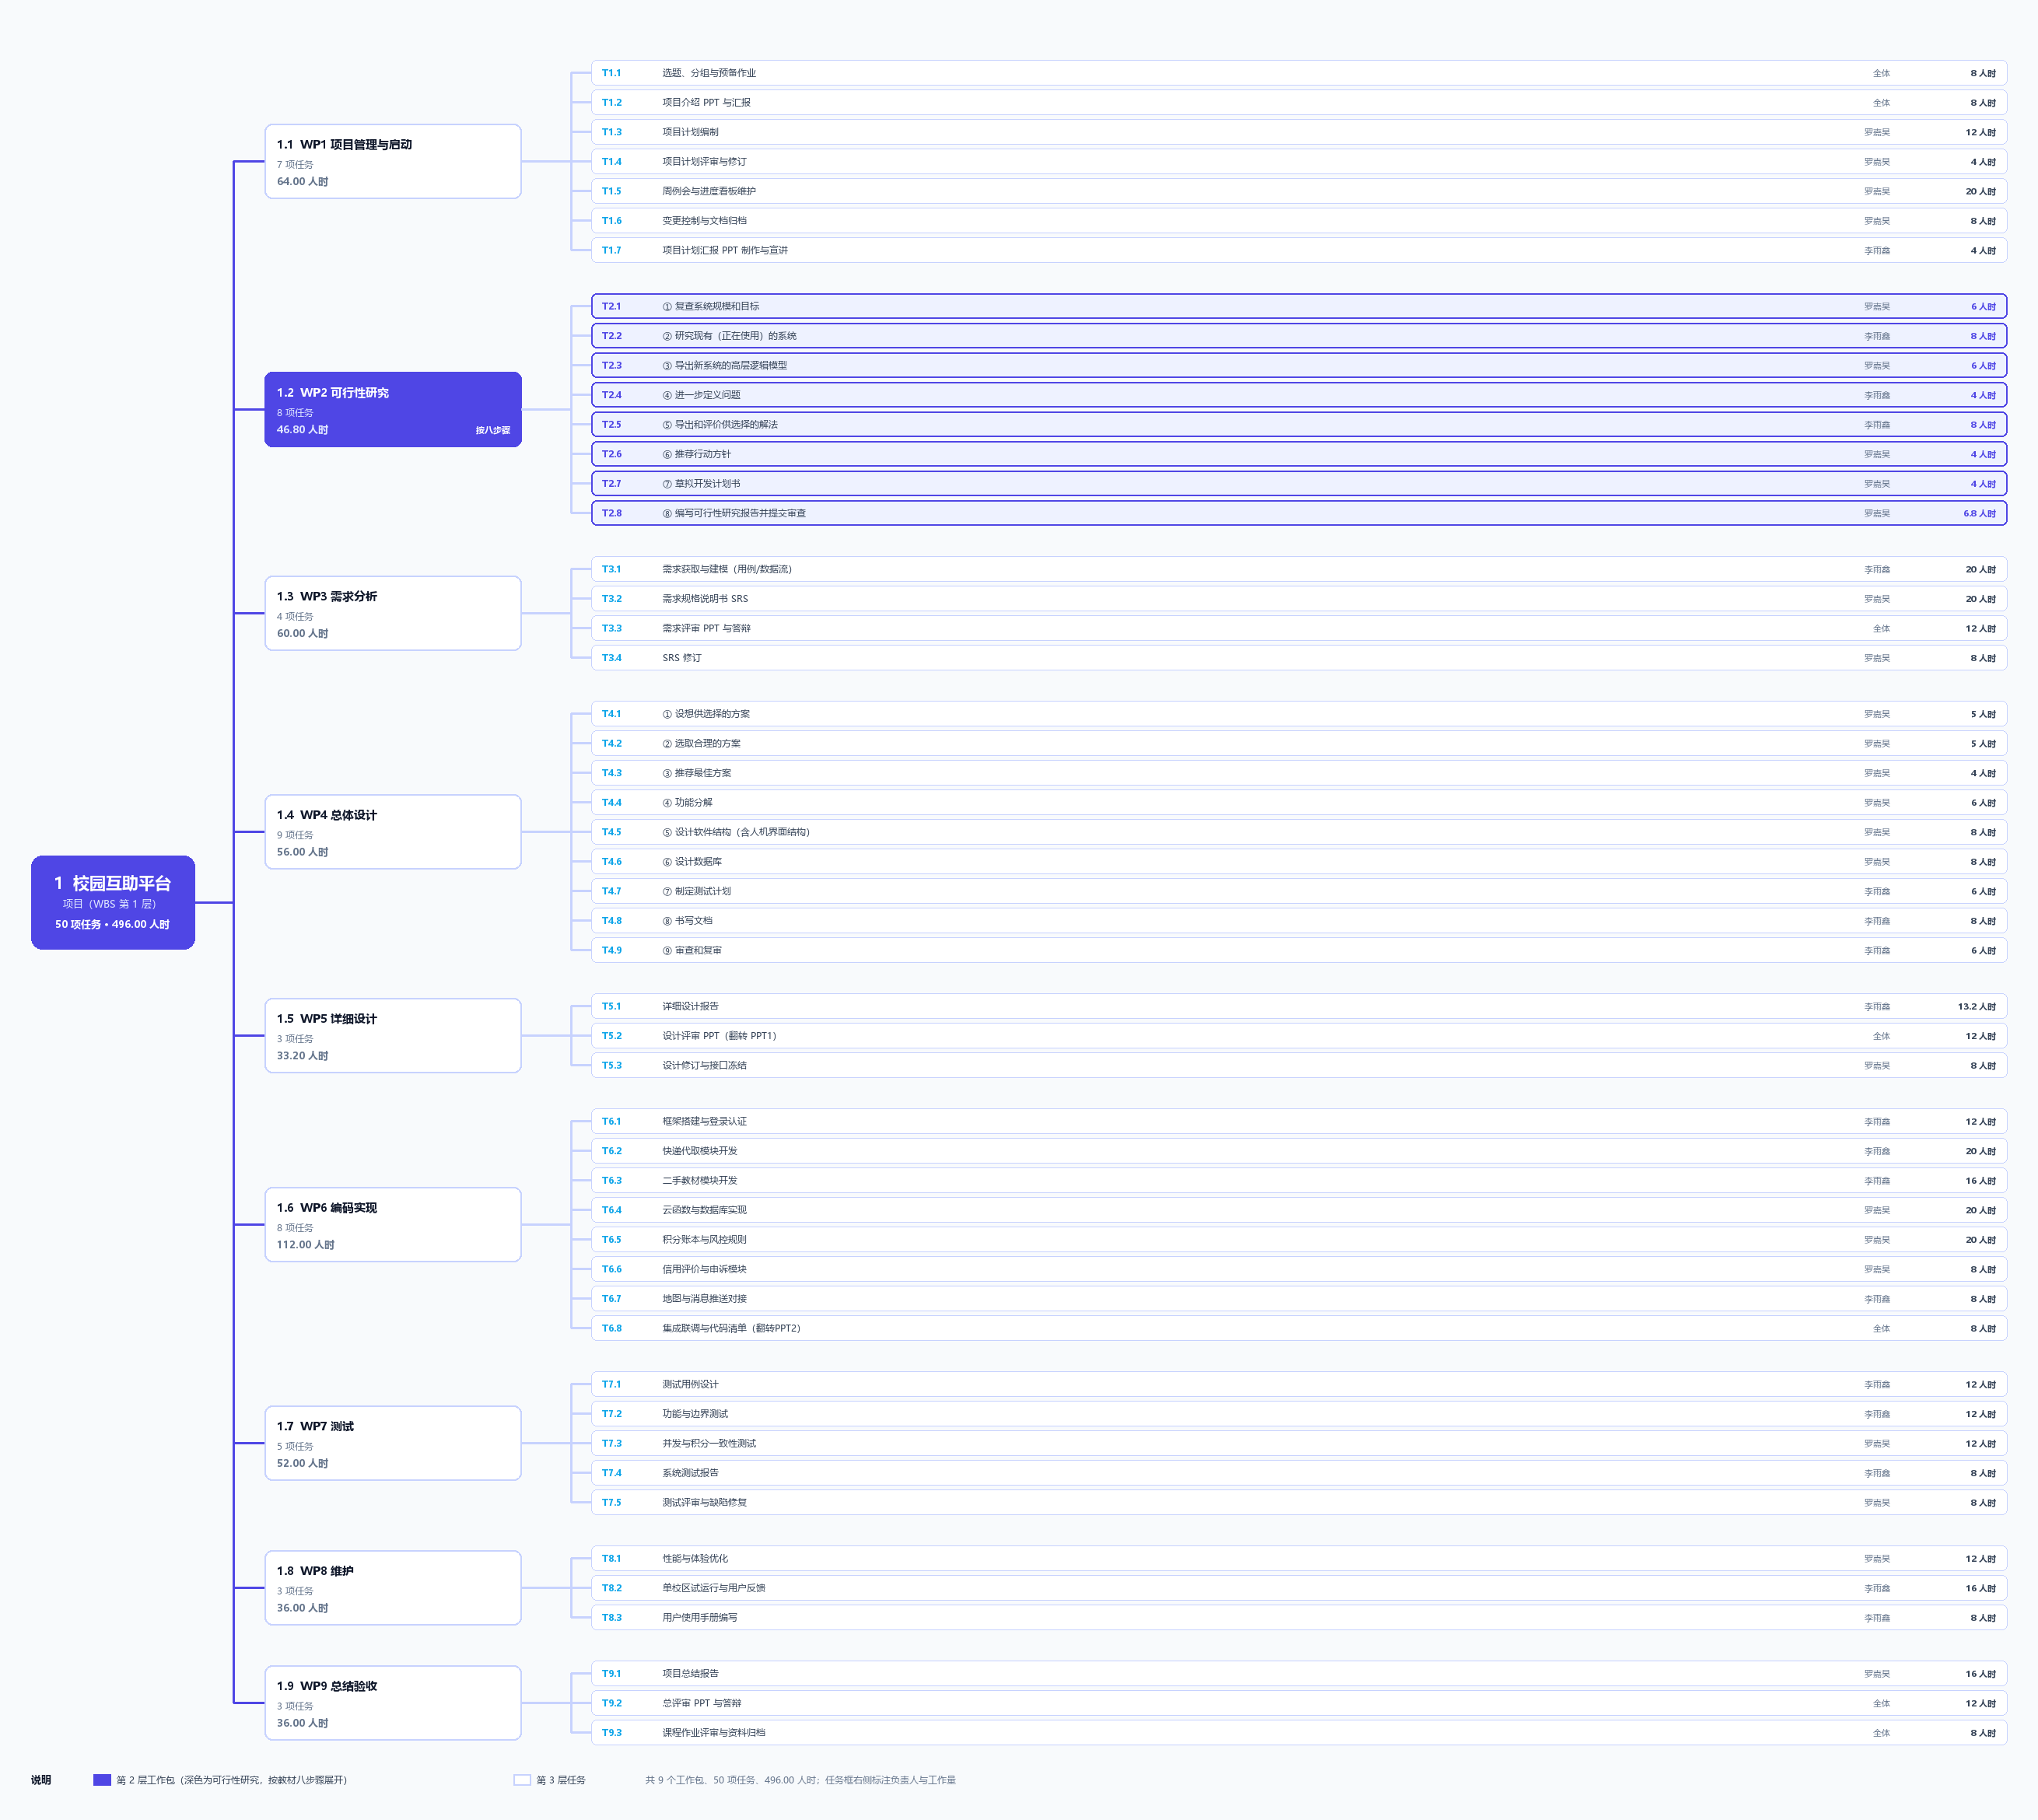 1 校园互助平台
项目（WBS 第 1 层）
50 项任务 • 496.00 人时
1.1 WP1 项目管理与启动
7 项任务
64.00 人时
T1.1 选题、分组与预备作业 全体 8 人时
T1.2 项目介绍 PPT 与汇报 全体 8 人时
T1.3 项目计划编制 罗嘉昊 12 人时
T1.4 项目计划评审与修订 罗嘉昊 4 人时
T1.5 周例会与进度看板维护 罗嘉昊 20 人时
T1.6 变更控制与文档归档 罗嘉昊 8 人时
T1.7 项目计划汇报 PPT 制作与宣讲 李雨鑫 4 人时
1.2 WP2 可行性研究
8 项任务
46.80 人时 按八步骤
T2.1 ① 复查系统规模和目标 罗嘉昊 6 人时
T2.2 ② 研究现有（正在使用）的系统 李雨鑫 8 人时
T2.3 ③ 导出新系统的高层逻辑模型 罗嘉昊 6 人时
T2.4 ④ 进一步定义问题 李雨鑫 4 人时
T2.5 ⑤ 导出和评价供选择的解法 李雨鑫 8 人时
T2.6 ⑥ 推荐行动方针 罗嘉昊 4 人时
T2.7 ⑦ 草拟开发计划书 罗嘉昊 4 人时
T2.8 ⑧ 编写可行性研究报告并提交审查 罗嘉昊 6.8 人时
1.3 WP3 需求分析
4 项任务
60.00 人时
T3.1 需求获取与建模（用例/数据流） 李雨鑫 20 人时
T3.2 需求规格说明书 SRS 罗嘉昊 20 人时
T3.3 需求评审 PPT 与答辩 全体 12 人时
T3.4 SRS 修订 罗嘉昊 8 人时
1.4 WP4 总体设计
9 项任务
56.00 人时
T4.1 ① 设想供选择的方案 罗嘉昊 5 人时
T4.2 ② 选取合理的方案 罗嘉昊 5 人时
T4.3 ③ 推荐最佳方案 罗嘉昊 4 人时
T4.4 ④ 功能分解 罗嘉昊 6 人时
T4.5 ⑤ 设计软件结构（含人机界面结构） 罗嘉昊 8 人时
T4.6 ⑥ 设计数据库 罗嘉昊 8 人时
T4.7 ⑦ 制定测试计划 李雨鑫 6 人时
T4.8 ⑧ 书写文档 李雨鑫 8 人时
T4.9 ⑨ 审查和复审 李雨鑫 6 人时
1.5 WP5 详细设计
3 项任务
33.20 人时
T5.1 详细设计报告 李雨鑫 13.2 人时
T5.2 设计评审 PPT（翻转 PPT1） 全体 12 人时
T5.3 设计修订与接口冻结 罗嘉昊 8 人时
1.6 WP6 编码实现
8 项任务
112.00 人时
T6.1 框架搭建与登录认证 李雨鑫 12 人时
T6.2 快递代取模块开发 李雨鑫 20 人时
T6.3 二手教材模块开发 李雨鑫 16 人时
T6.4 云函数与数据库实现 罗嘉昊 20 人时
T6.5 积分账本与风控规则 罗嘉昊 20 人时
T6.6 信用评价与申诉模块 罗嘉昊 8 人时
T6.7 地图与消息推送对接 李雨鑫 8 人时
T6.8 集成联调与代码清单（翻转PPT2） 全体 8 人时
1.7 WP7 测试
5 项任务
52.00 人时
T7.1 测试用例设计 李雨鑫 12 人时
T7.2 功能与边界测试 李雨鑫 12 人时
T7.3 并发与积分一致性测试 罗嘉昊 12 人时
T7.4 系统测试报告 李雨鑫 8 人时
T7.5 测试评审与缺陷修复 罗嘉昊 8 人时
1.8 WP8 维护
3 项任务
36.00 人时
T8.1 性能与体验优化 罗嘉昊 12 人时
T8.2 单校区试运行与用户反馈 李雨鑫 16 人时
T8.3 用户使用手册编写 李雨鑫 8 人时
1.9 WP9 总结验收
3 项任务
36.00 人时
T9.1 项目总结报告 罗嘉昊 16 人时
T9.2 总评审 PPT 与答辩 全体 12 人时
T9.3 课程作业评审与资料归档 全体 8 人时
说明 第 2 层工作包（深色为可行性研究，按教材八步骤展开） 第 3 层任务 共 9 个工作包、50 项任务、496.00 人时；任务框右侧标注负责人与工作量